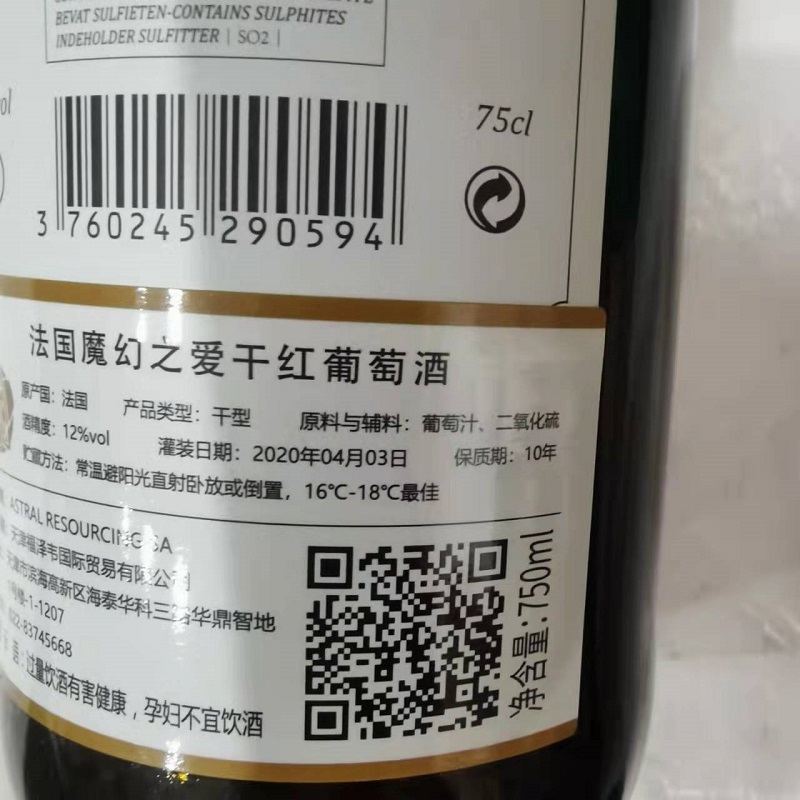 BEVAT SULFIETEN-CONTAINS SULPHITES
INDEHOLDER SULFITTER | SO2 |
75cl
3 760245 290594
法国魔幻之爱干红葡萄酒
原产国：法国 产品类型：干型 原料与辅料：葡萄汁、二氧化硫
酒精度：12%vol 灌装日期：2020年04月03日 保质期：10年
贮藏方法：常温避阳光直射卧放或倒置，16℃-18℃最佳
ASTRAL RESOURCING SA
天津福泽韦国际贸易有限公司
天津市滨海高新区海泰华科三路华鼎智地
-1-1207
22-83745668
过量饮酒有害健康，孕妇不宜饮酒
净含量:750ml